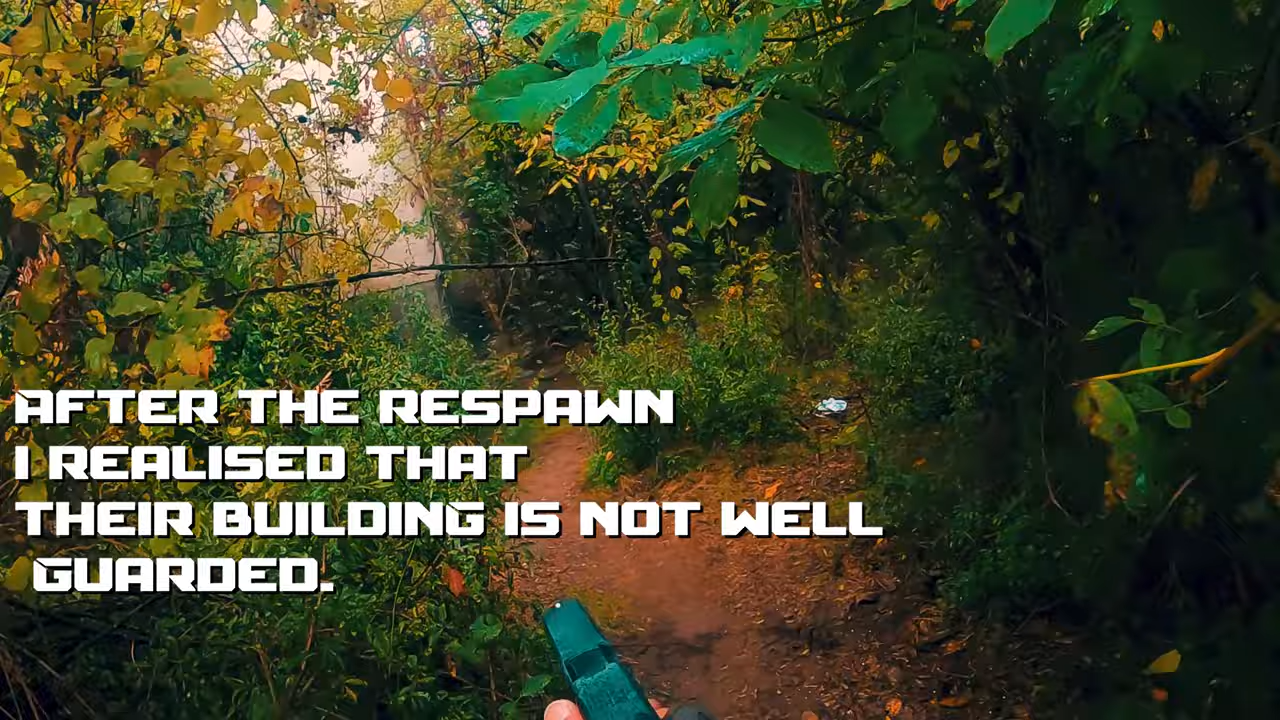 AFTER THE RESPAWN
I REALISED THAT
THEIR BUILDING IS NOT WELL
GUARDED.